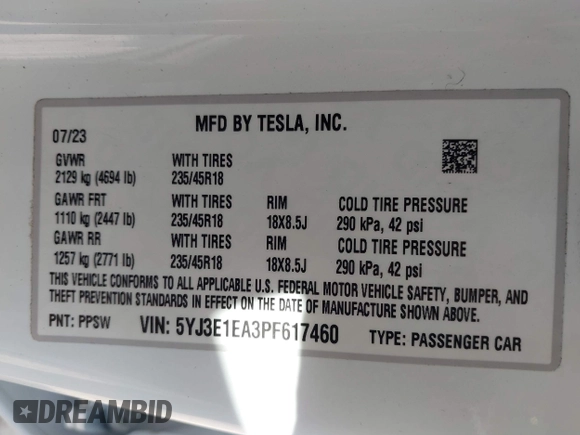 MFD BY TESLA, INC.
07/23
GVWR WITH TIRES
2129 kg (4694 lb) 235/45R18
GAWR FRT WITH TIRES RIM COLD TIRE PRESSURE
1110 kg (2447 lb) 235/45R18 18X8.5J 290 kPa, 42 psi
GAWR RR WITH TIRES RIM COLD TIRE PRESSURE
1257 kg (2771 lb) 235/45R18 18X8.5J 290 kPa, 42 psi
THIS VEHICLE CONFORMS TO ALL APPLICABLE U.S. FEDERAL MOTOR VEHICLE SAFETY, BUMPER, AND
THEFT PREVENTION STANDARDS IN EFFECT ON THE DATE OF MANUFACTURE SHOWN ABOVE.
PNT: PPSW VIN: 5YJ3E1EA3PF617460 TYPE: PASSENGER CAR
DREAMBID